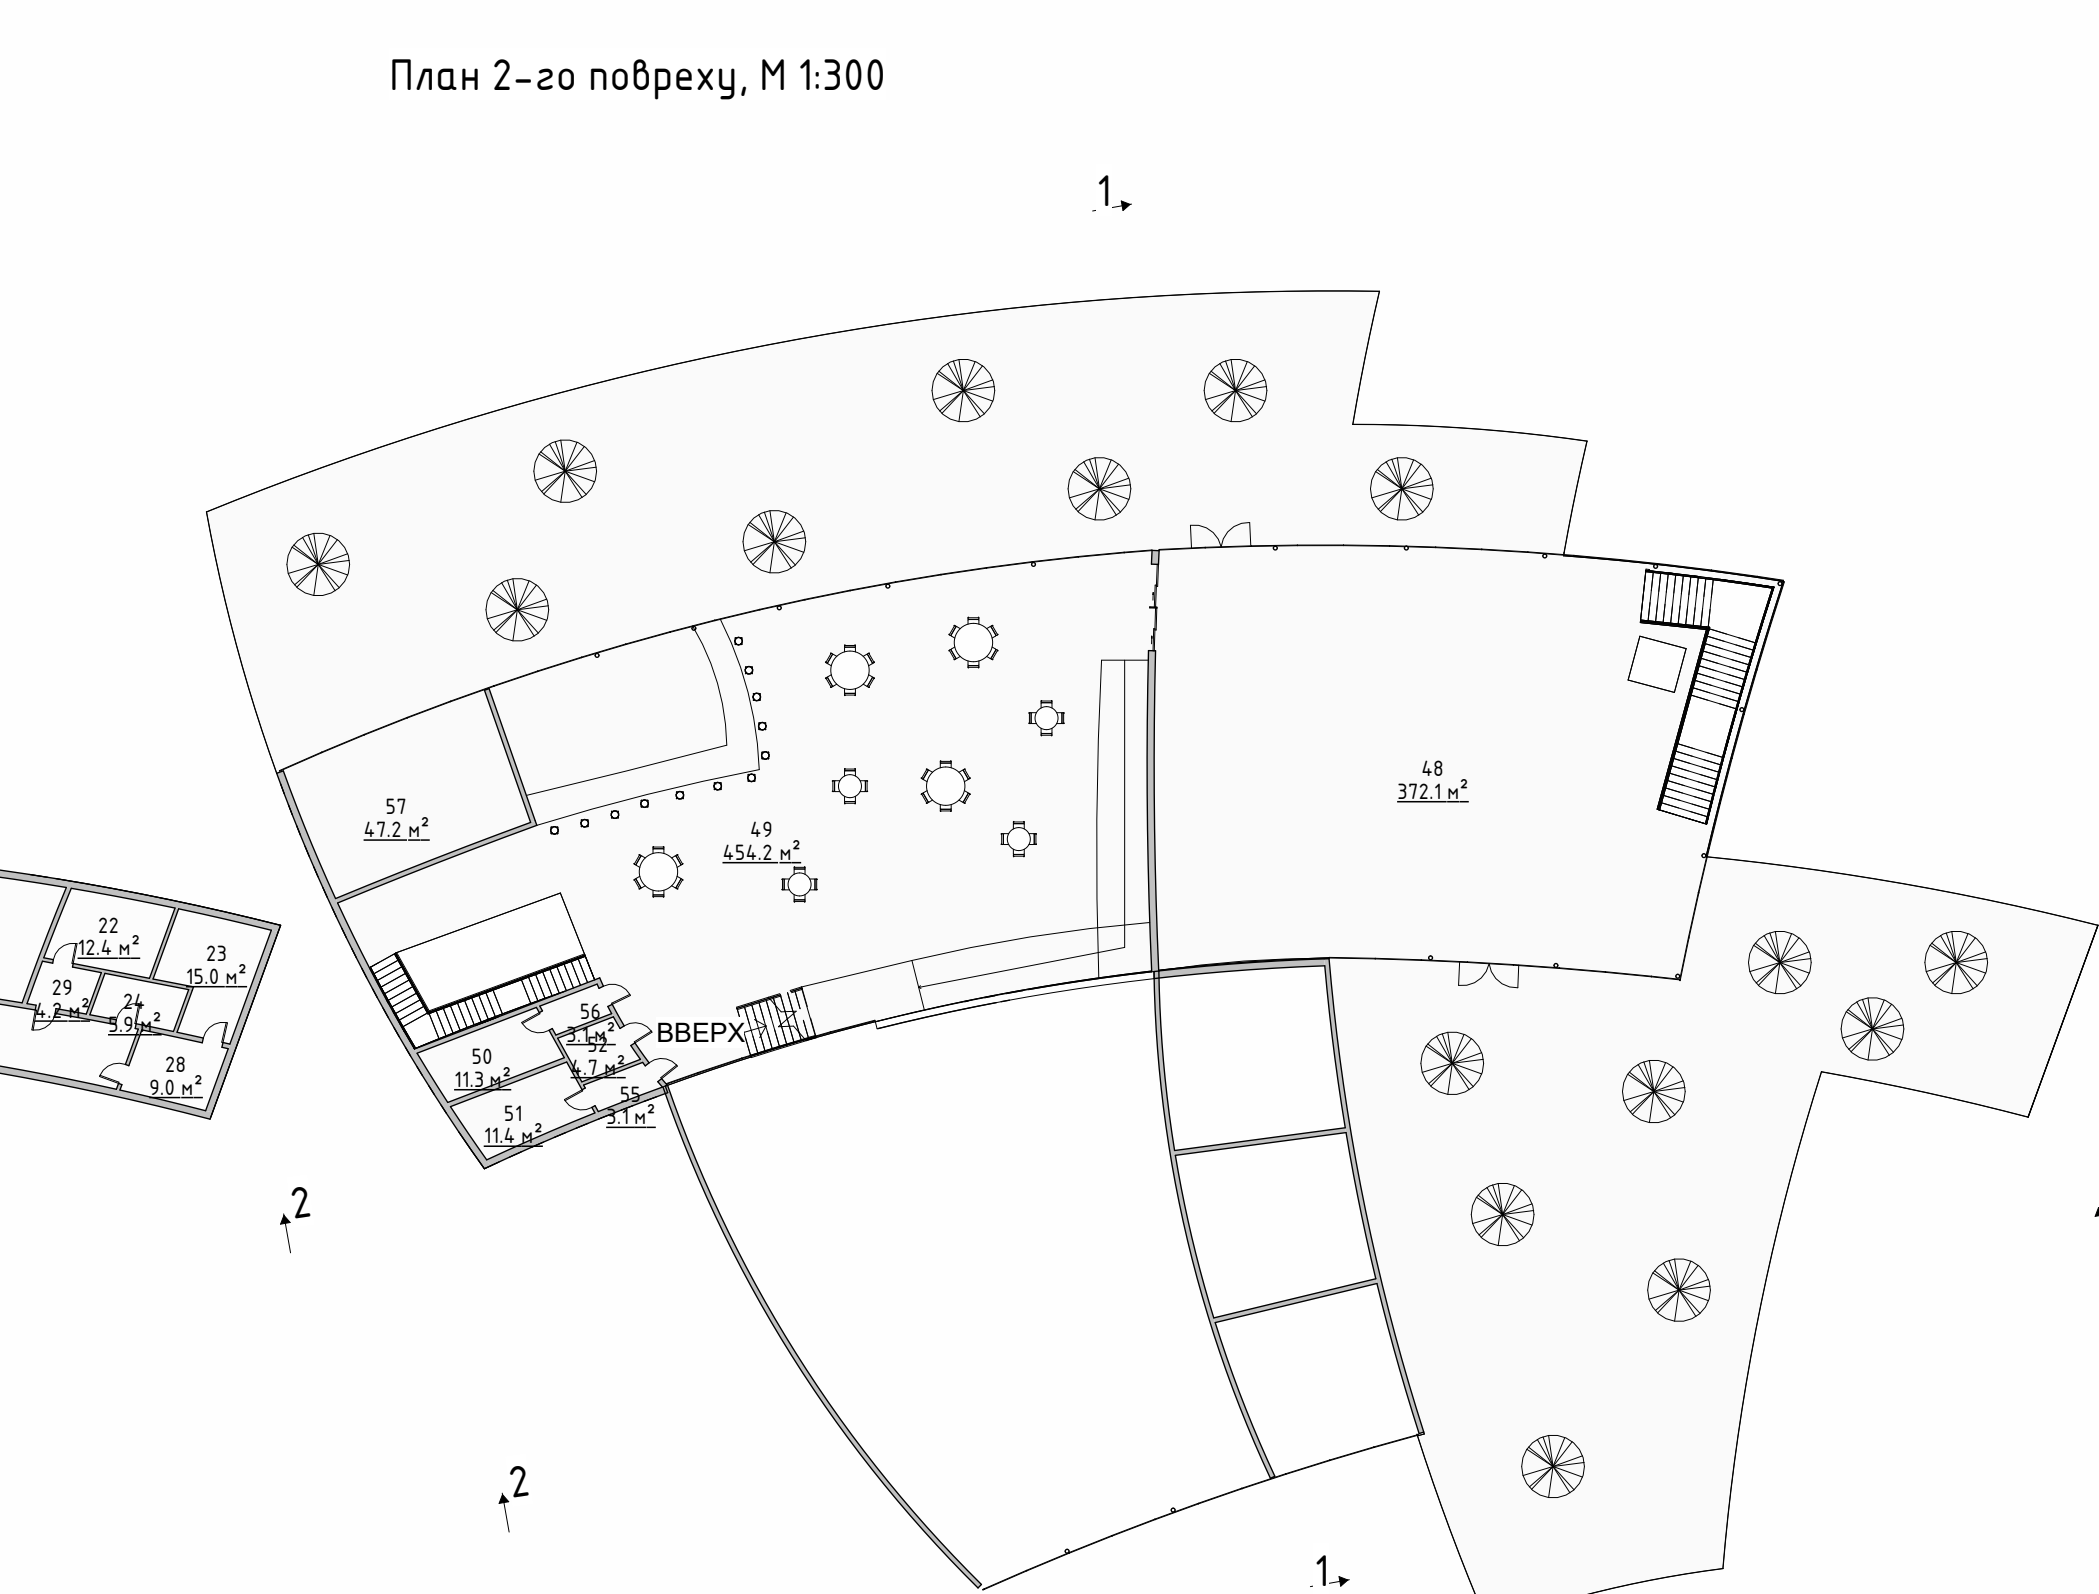 План 2-го повреху, М 1:300
1
48
372.1 м²
57
47.2 м²
49
454.2 м²
22
12.4 м²
23
15.0 м²
29
4.2 м²
24
5.9 м²
28
9.0 м²
56
3.1 м²
ВВЕРХ
52
4.7 м²
50
11.3 м²
55
3.1 м²
51
11.4 м²
2
2
1